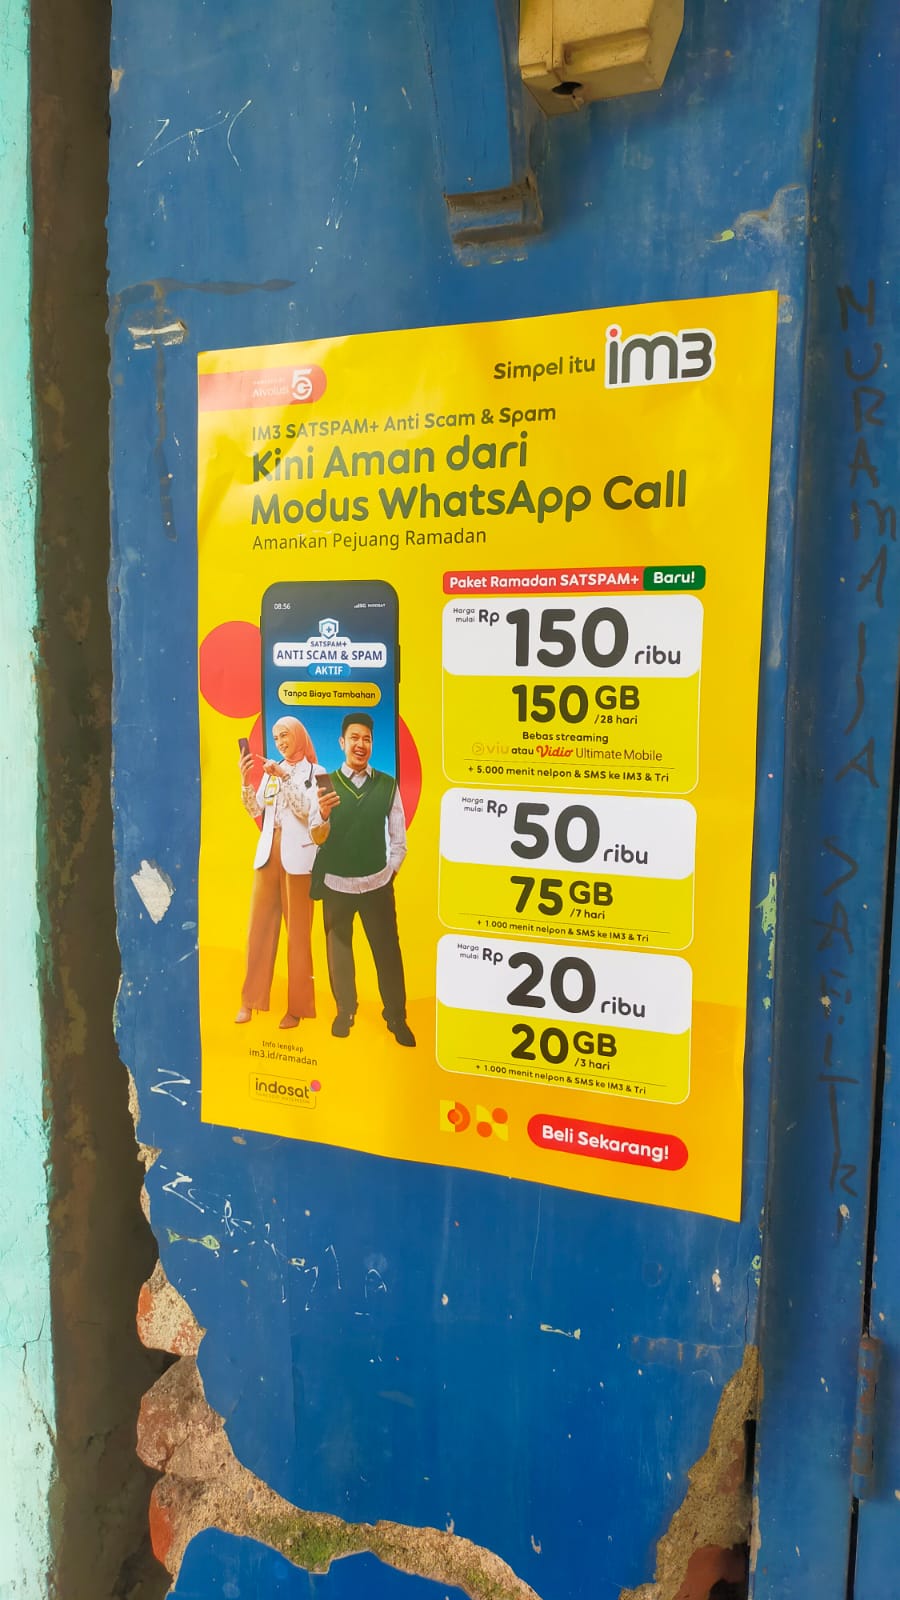 Simpel itu im3
5G
IM3 SATSPAM+ Anti Scam & Spam
Kini Aman dari
Modus WhatsApp Call
Amankan Pejuang Ramadan
08.56
SATSPAM+
ANTI SCAM & SPAM
AKTIF
Tanpa Biaya Tambahan
Paket Ramadan SATSPAM+ Baru!
Harga mulai Rp 150 ribu
150 GB /28 hari
Bebas streaming
viu atau Vidio Ultimate Mobile
+ 5.000 menit nelpon & SMS ke IM3 & Tri
Harga mulai Rp 50 ribu
75 GB /7 hari
+ 1.000 menit nelpon & SMS ke IM3 & Tri
Harga mulai Rp 20 ribu
20 GB /3 hari
+ 1.000 menit nelpon & SMS ke IM3 & Tri
Info lengkap
im3.id/ramadan
indosat
Beli Sekarang!